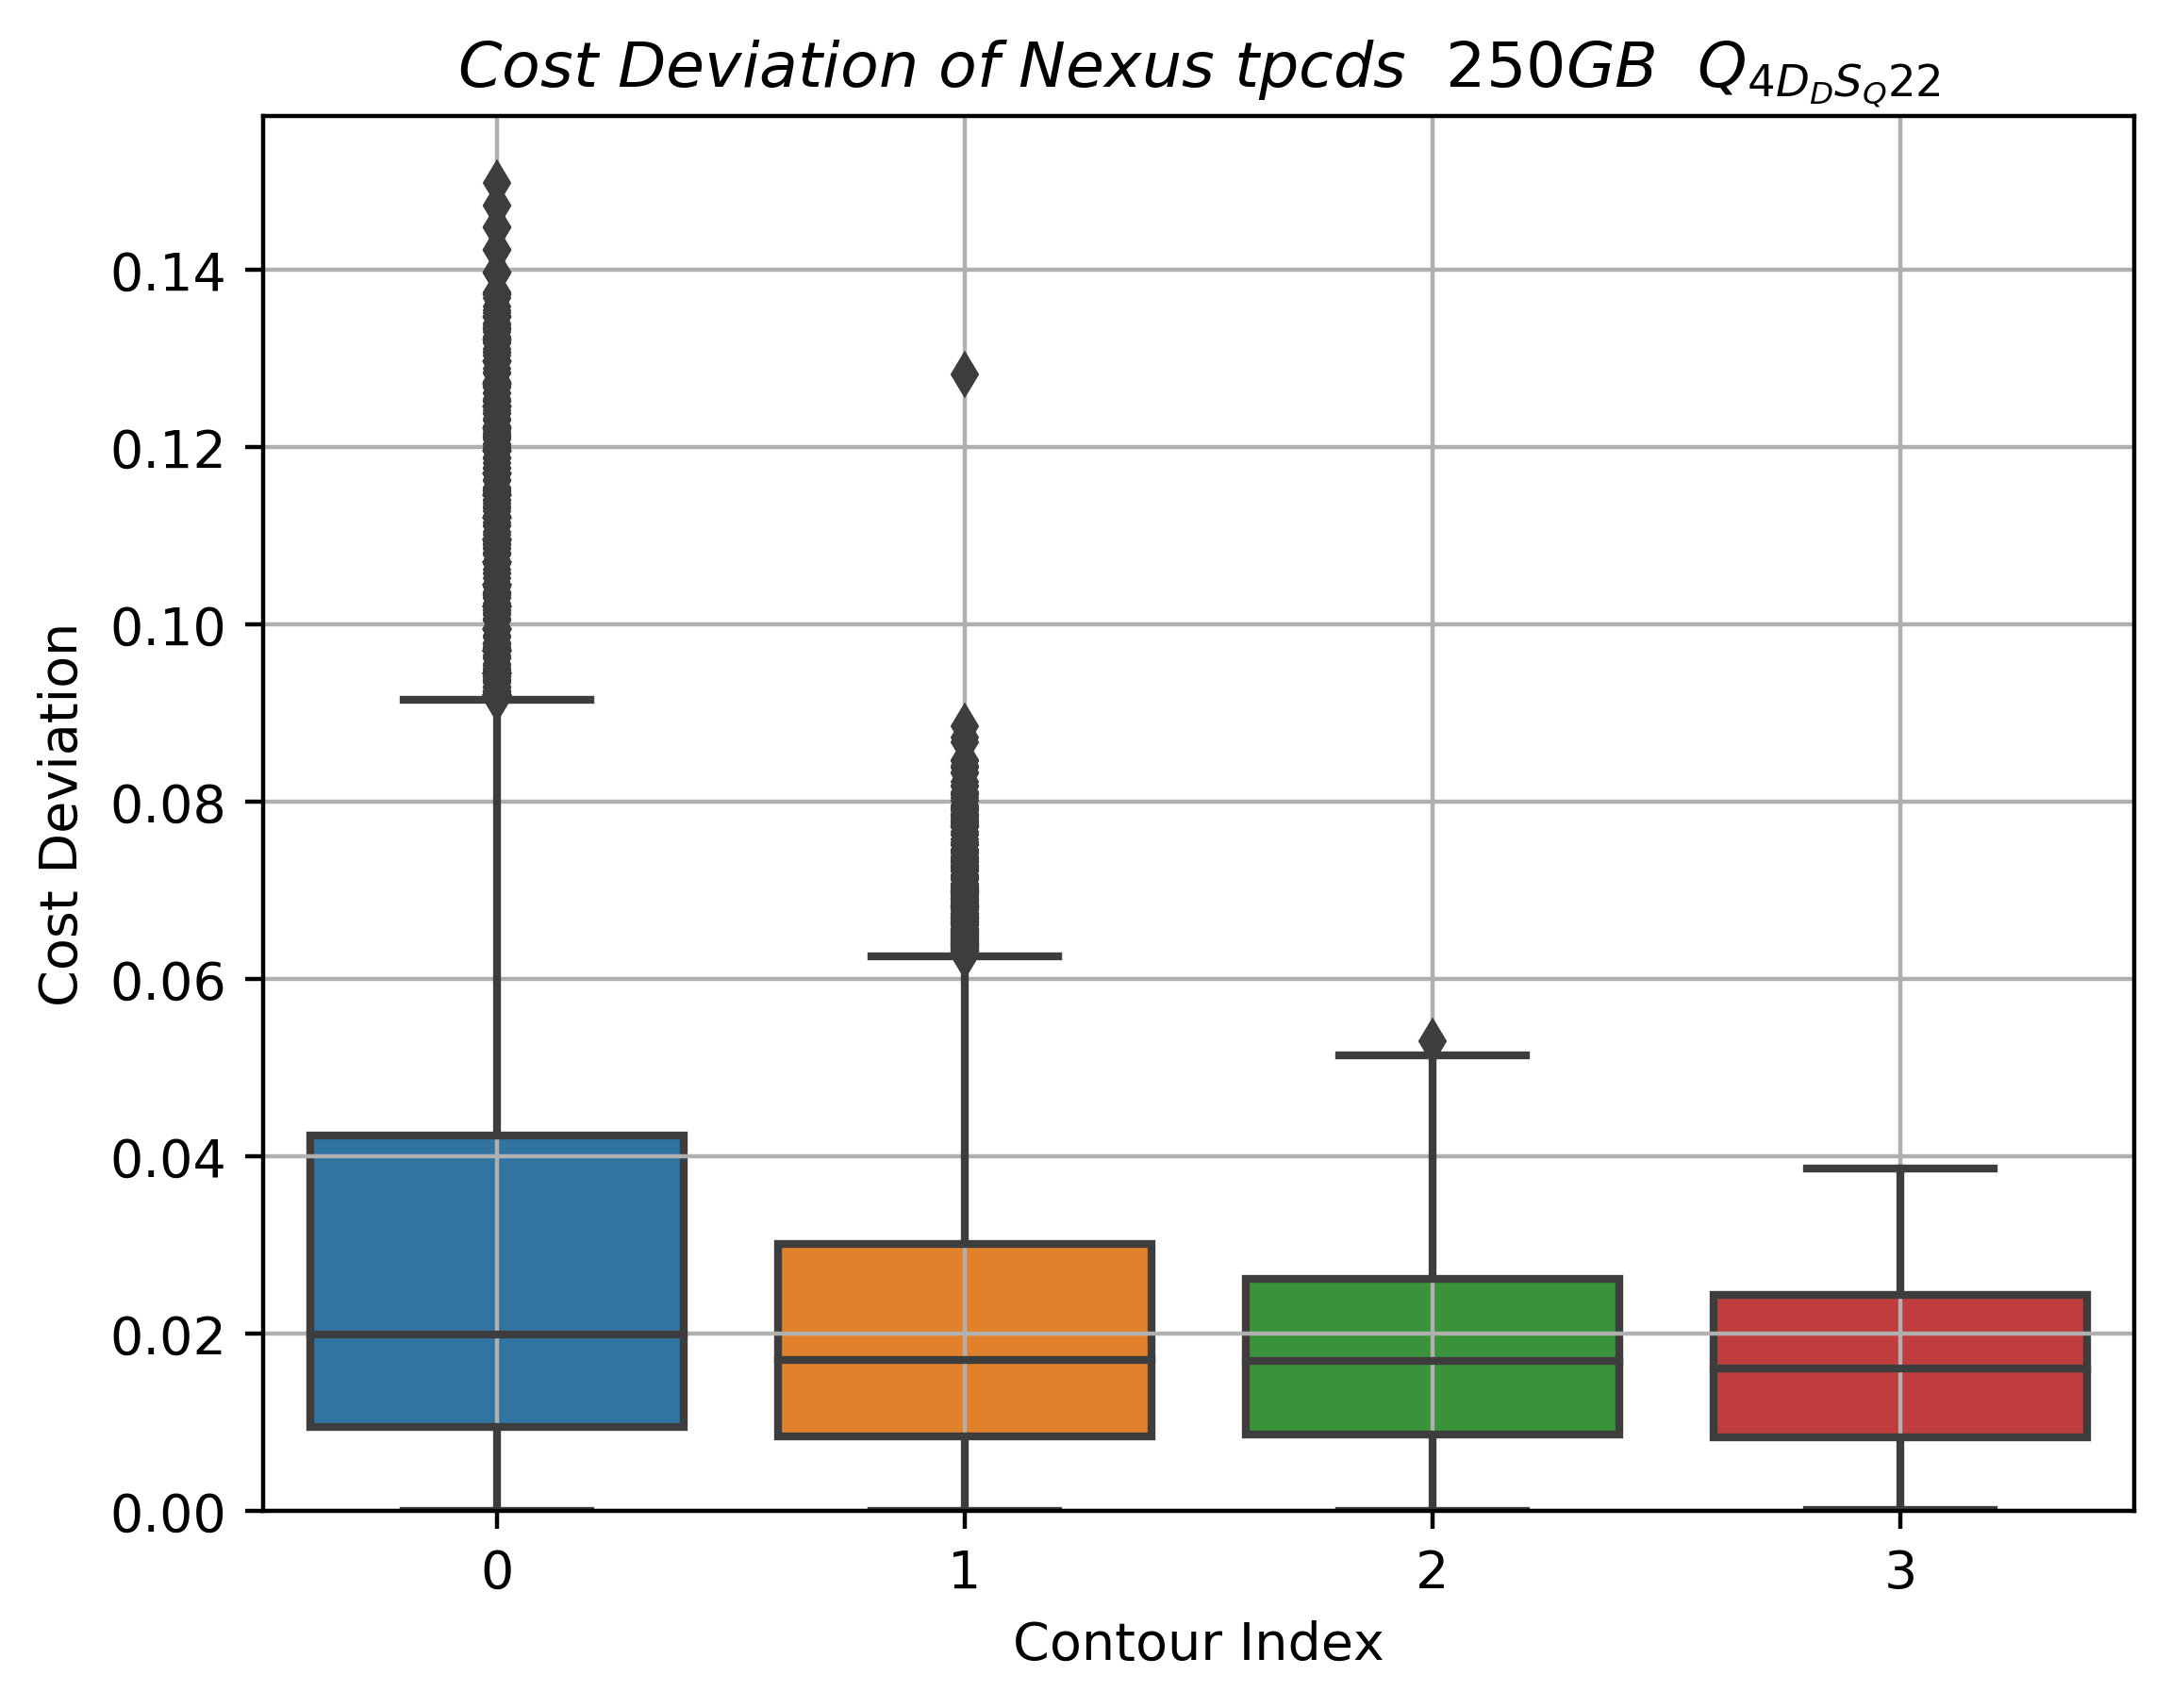 Cost Deviation of Nexus tpcds 250GB Q4DDSQ22
0.14
0.12
0.10
0.08
0.06
0.04
0.02
0.00
Cost Deviation
0 1 2 3
Contour Index